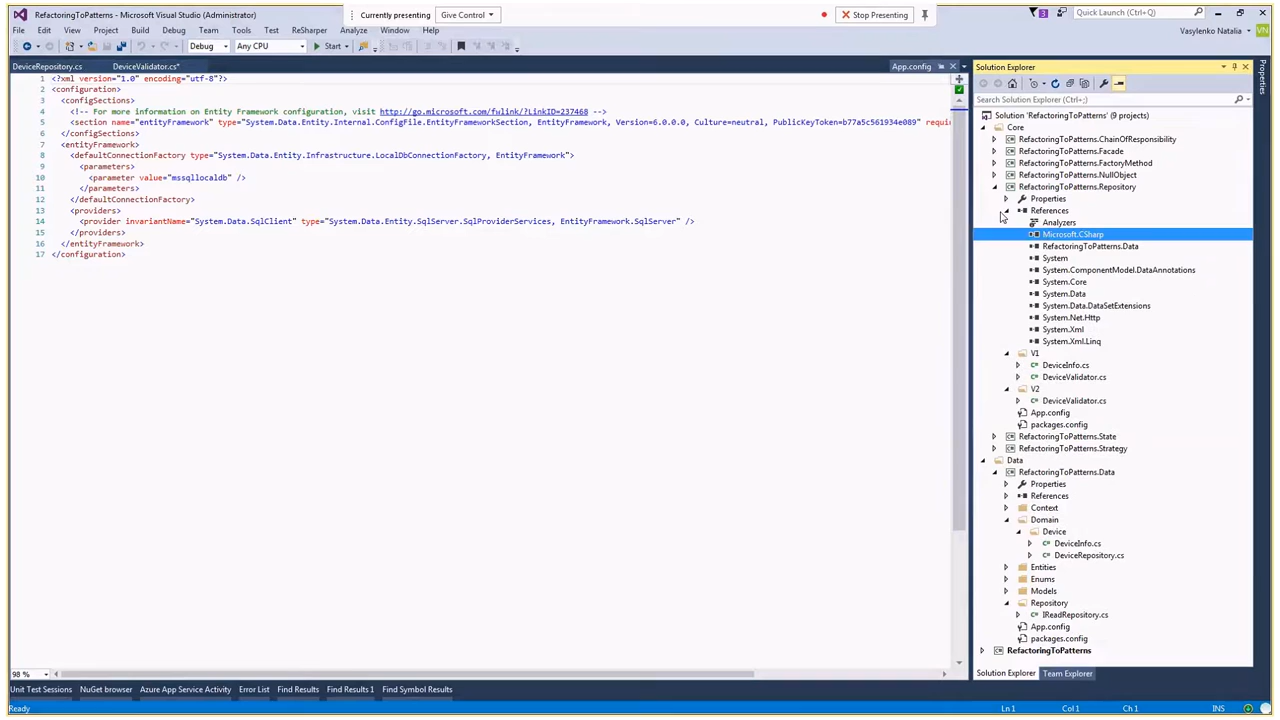 RefactoringToPatterns - Microsoft Visual Studio (Administrator)
Currently presenting
Give Control
Stop Presenting
3
Quick Launch (Ctrl+Q)
File Edit View Project Build Debug Team Tools Test ReSharper Analyze Window Help
Vasylenko Natalia VN
Debug Any CPU Start
DeviceRepository.cs DeviceValidator.cs* App.config
1 <?xml version="1.0" encoding="utf-8"?>
2 <configuration>
3 <configSections>
4 <!-- For more information on Entity Framework configuration, visit http://go.microsoft.com/fwlink/?LinkID=237468 -->
5 <section name="entityFramework" type="System.Data.Entity.Internal.ConfigFile.EntityFrameworkSection, EntityFramework, Version=6.0.0.0, Culture=neutral, PublicKeyToken=b77a5c561934e089" requir
6 </configSections>
7 <entityFramework>
8 <defaultConnectionFactory type="System.Data.Entity.Infrastructure.LocalDbConnectionFactory, EntityFramework">
9 <parameters>
10 <parameter value="mssqllocaldb" />
11 </parameters>
12 </defaultConnectionFactory>
13 <providers>
14 <provider invariantName="System.Data.SqlClient" type="System.Data.Entity.SqlServer.SqlProviderServices, EntityFramework.SqlServer" />
15 </providers>
16 </entityFramework>
17 </configuration>
98 %
Solution Explorer
Search Solution Explorer (Ctrl+;)
Solution 'RefactoringToPatterns' (9 projects)
Core
RefactoringToPatterns.ChainOfResponsibility
RefactoringToPatterns.Facade
RefactoringToPatterns.FactoryMethod
RefactoringToPatterns.NullObject
RefactoringToPatterns.Repository
Properties
References
Analyzers
Microsoft.CSharp
RefactoringToPatterns.Data
System
System.ComponentModel.DataAnnotations
System.Core
System.Data
System.Data.DataSetExtensions
System.Net.Http
System.Xml
System.Xml.Linq
V1
DeviceInfo.cs
DeviceValidator.cs
V2
DeviceValidator.cs
App.config
packages.config
RefactoringToPatterns.State
RefactoringToPatterns.Strategy
Data
RefactoringToPatterns.Data
Properties
References
Context
Domain
Device
DeviceInfo.cs
DeviceRepository.cs
Entities
Enums
Models
Repository
IReadRepository.cs
App.config
packages.config
RefactoringToPatterns
Solution Explorer Team Explorer
Properties
Unit Test Sessions NuGet browser Azure App Service Activity Error List Find Results Find Results 1 Find Symbol Results
Ready Ln 1 Col 1 Ch 1 INS